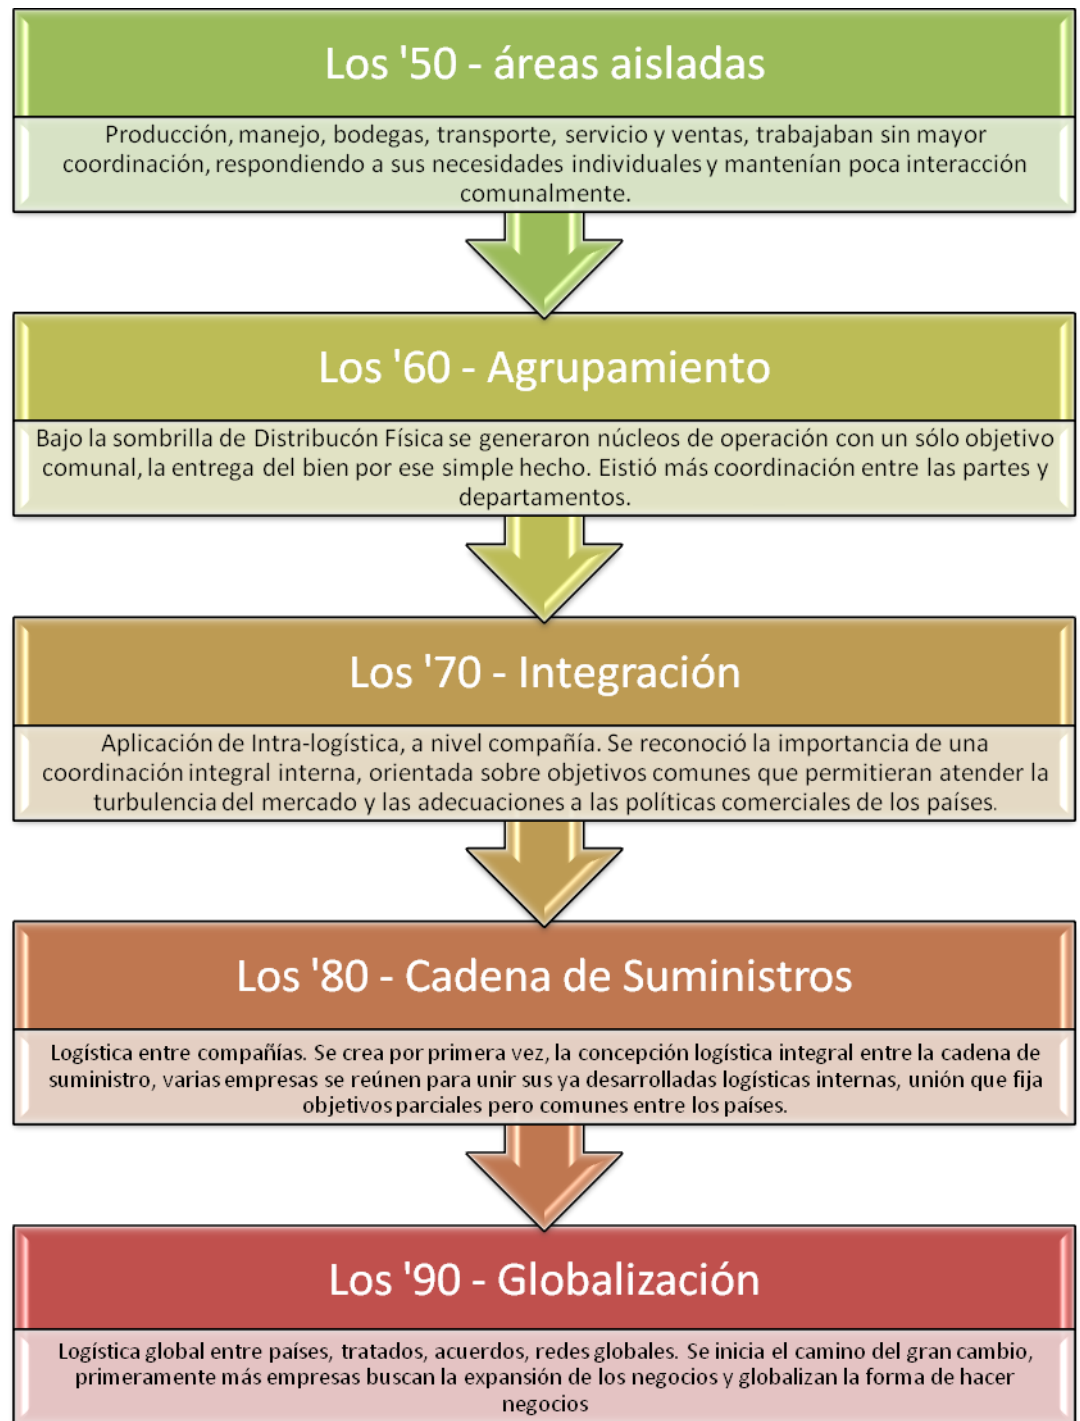 Los '50 - áreas aisladas
Producción, manejo, bodegas, transporte, servicio y ventas, trabajaban sin mayor
coordinación, respondiendo a sus necesidades individuales y mantenían poca interacción
comunalmente.
Los '60 - Agrupamiento
Bajo la sombrilla de Distribucón Física se generaron núcleos de operación con un sólo objetivo
comunal, la entrega del bien por ese simple hecho. Eistió más coordinación entre las partes y
departamentos.
Los '70 - Integración
Aplicación de Intra-logística, a nivel compañía. Se reconoció la importancia de una
coordinación integral interna, orientada sobre objetivos comunes que permitieran atender la
turbulencia del mercado y las adecuaciones a las políticas comerciales de los países.
Los '80 - Cadena de Suministros
Logística entre compañías. Se crea por primera vez, la concepción logística integral entre la cadena de
suministro, varias empresas se reúnen para unir sus ya desarrolladas logísticas internas, unión que fija
objetivos parciales pero comunes entre los países.
Los '90 - Globalización
Logística global entre países, tratados, acuerdos, redes globales. Se inicia el camino del gran cambio,
primeramente más empresas buscan la expansión de los negocios y globalizan la forma de hacer
negocios